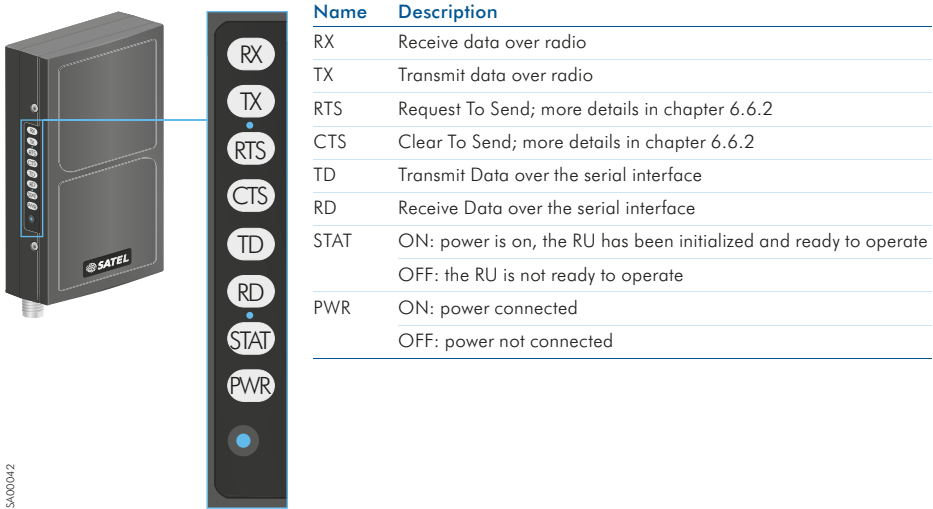 SATEL
SA00042
RX
TX
RTS
CTS
TD
RD
STAT
PWR
Name Description
RX Receive data over radio
TX Transmit data over radio
RTS Request To Send; more details in chapter 6.6.2
CTS Clear To Send; more details in chapter 6.6.2
TD Transmit Data over the serial interface
RD Receive Data over the serial interface
STAT ON: power is on, the RU has been initialized and ready to operate
OFF: the RU is not ready to operate
PWR ON: power connected
OFF: power not connected